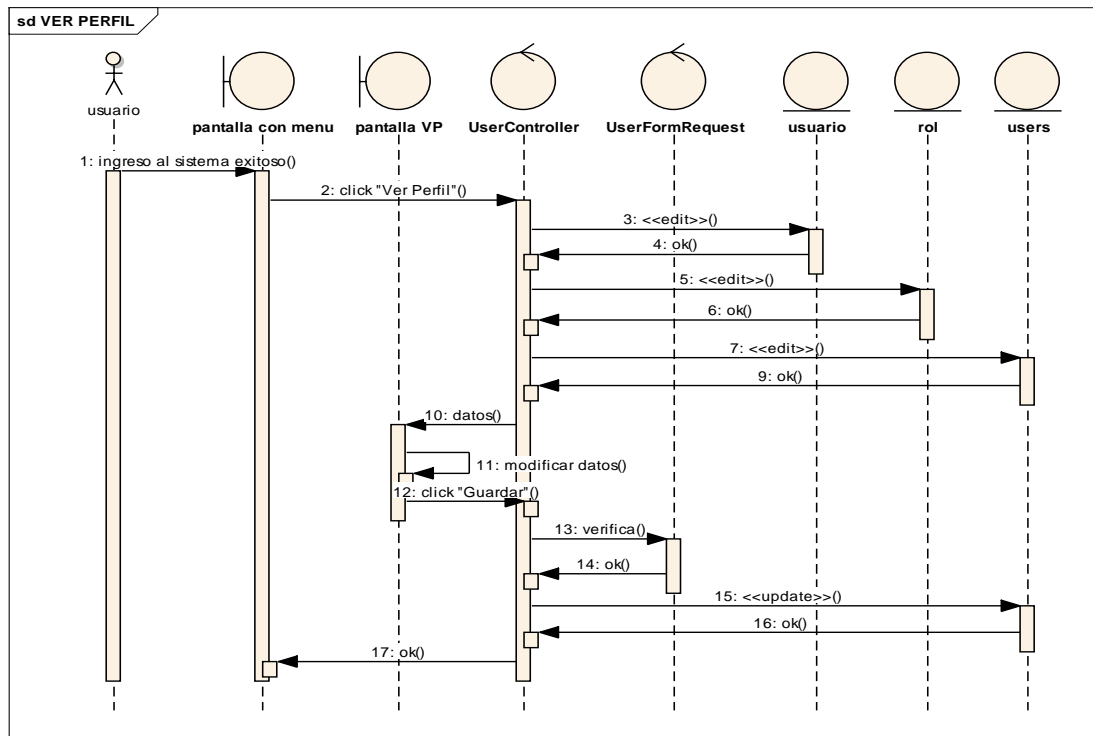 sd VER PERFIL
usuario
pantalla con menu
pantalla VP
UserController
UserFormRequest
usuario
rol
users
1: ingreso al sistema exitoso()
2: click "Ver Perfil"()
3: <<edit>>()
4: ok()
5: <<edit>>()
6: ok()
7: <<edit>>()
9: ok()
10: datos()
11: modificar datos()
12: click "Guardar"()
13: verifica()
14: ok()
15: <<update>>()
16: ok()
17: ok()